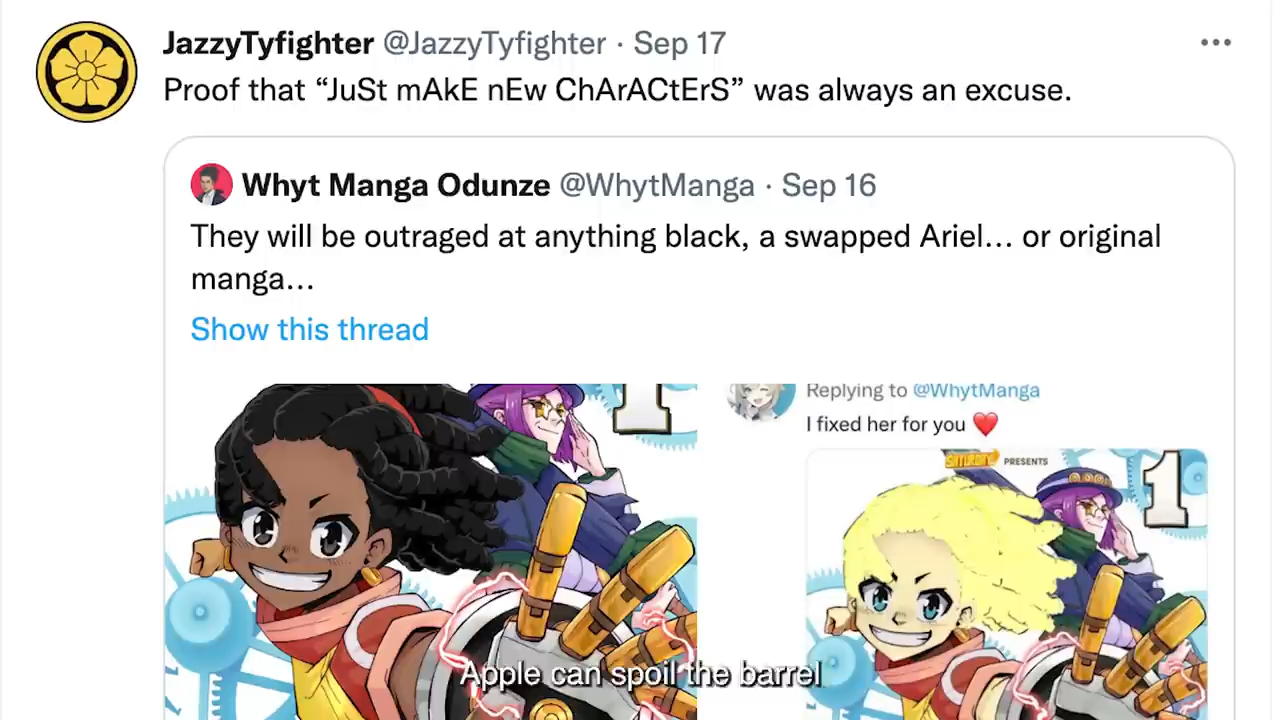 JazzyTyfighter @JazzyTyfighter · Sep 17
Proof that “JuSt mAkE nEw ChArACtErS” was always an excuse.
Whyt Manga Odunze @WhytManga · Sep 16
They will be outraged at anything black, a swapped Ariel... or original
manga...
Show this thread
1
Replying to @WhytManga
I fixed her for you ❤️
SATURDAY PRESENTS
1
Apple can spoil the barrel